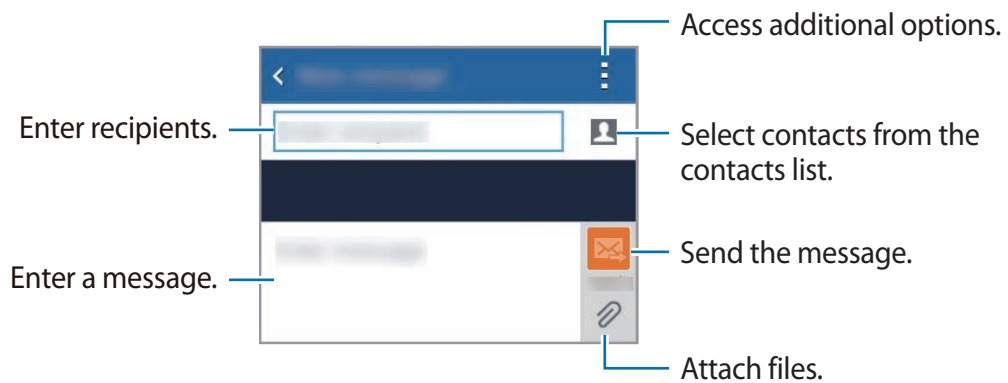 Access additional options.
Enter recipients.
Select contacts from the
contacts list.
Send the message.
Enter a message.
Attach files.